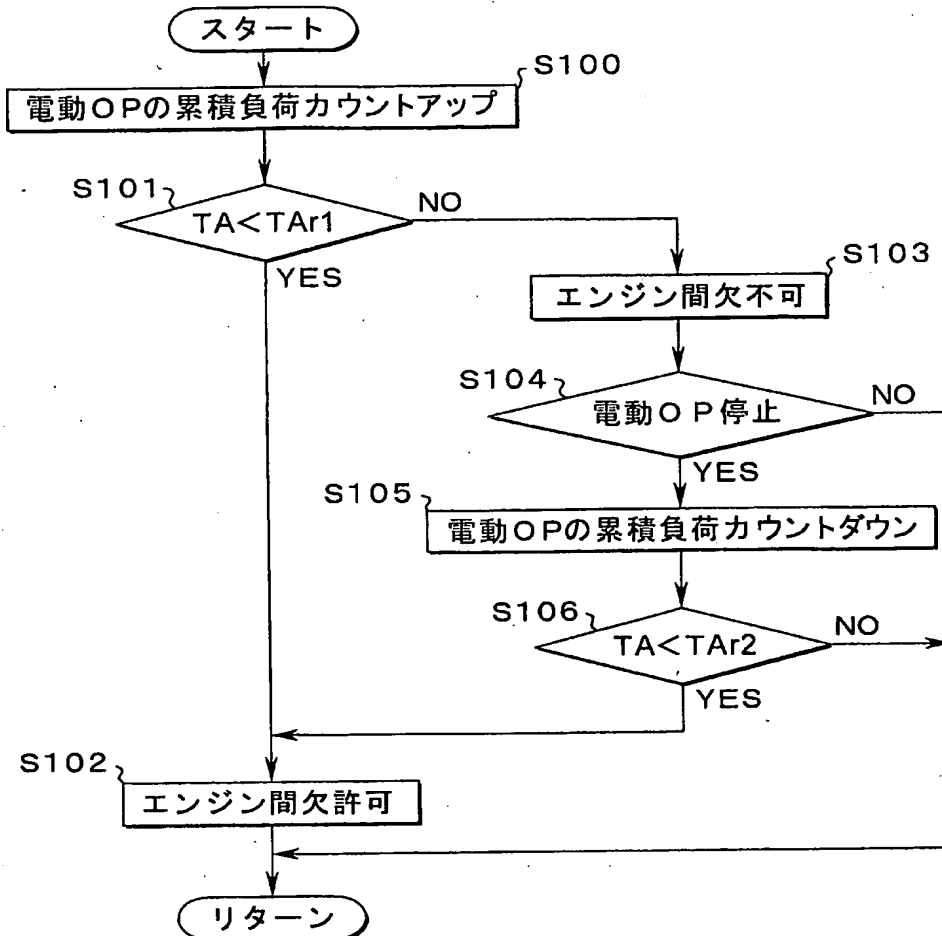 スタート
S100
電動OPの累積負荷カウントアップ
S101
TA<TAr1
NO
YES
S103
エンジン間欠不可
S104
電動OP停止
NO
YES
S105
電動OPの累積負荷カウントダウン
S106
TA<TAr2
NO
YES
S102
エンジン間欠許可
リターン